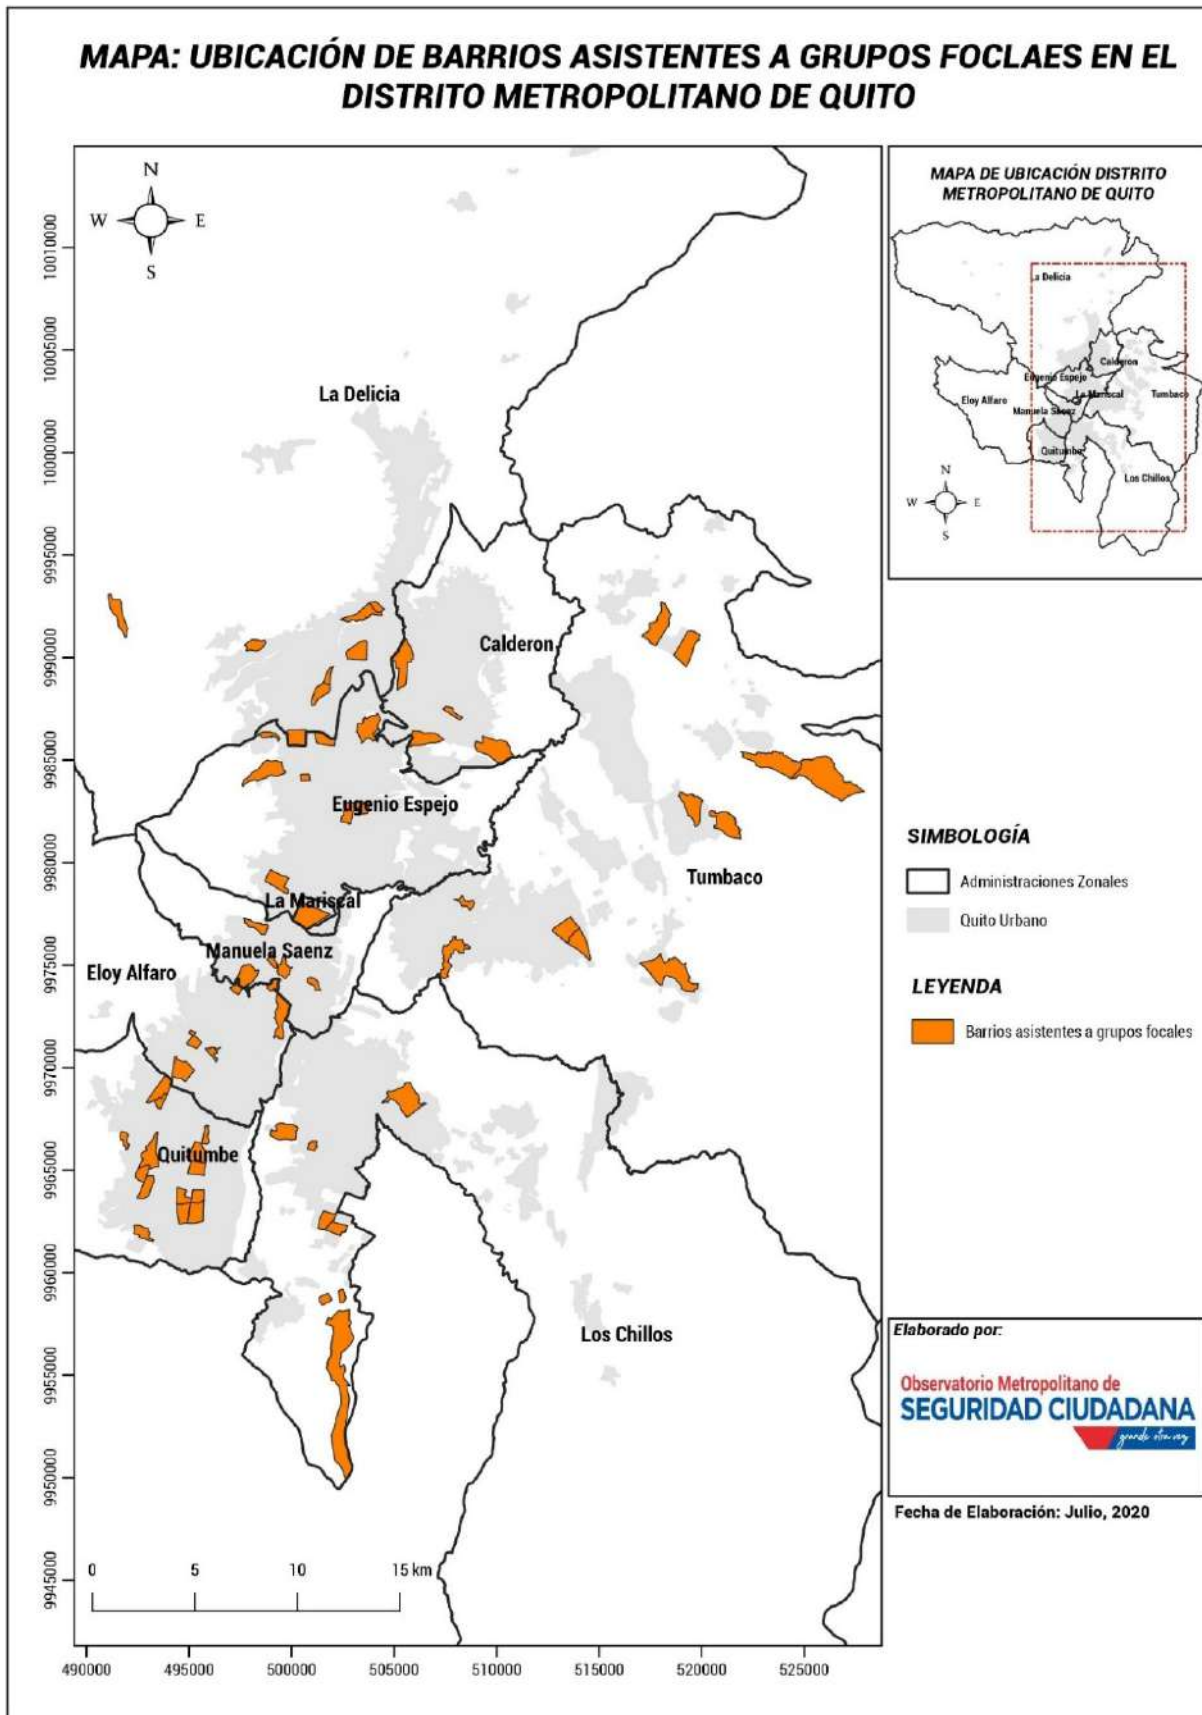 MAPA: UBICACIÓN DE BARRIOS ASISTENTES A GRUPOS FOCLAES EN EL
DISTRITO METROPOLITANO DE QUITO
N
W E
S
La Delicia
Calderon
Eugenio Espejo
La Mariscal
Manuela Saenz
Eloy Alfaro
Tumbaco
Quitumbe
Los Chillos
10010000
10005000
10000000
9995000
9990000
9985000
9980000
9975000
9970000
9965000
9960000
9955000
9950000
9945000
0 5 10 15 km
490000 495000 500000 505000 510000 515000 520000 525000
MAPA DE UBICACIÓN DISTRITO
METROPOLITANO DE QUITO
La Delicia
Calderon
Eugenio Espejo
La Mariscal
Tumbaco
Eloy Alfaro
Manuela Saenz
Quitumbe
Los Chillos
N
W E
S
SIMBOLOGÍA
Administraciones Zonales
Quito Urbano
LEYENDA
Barrios asistentes a grupos focales
Elaborado por:
Observatorio Metropolitano de
SEGURIDAD CIUDADANA
grande otra vez
Fecha de Elaboración: Julio, 2020